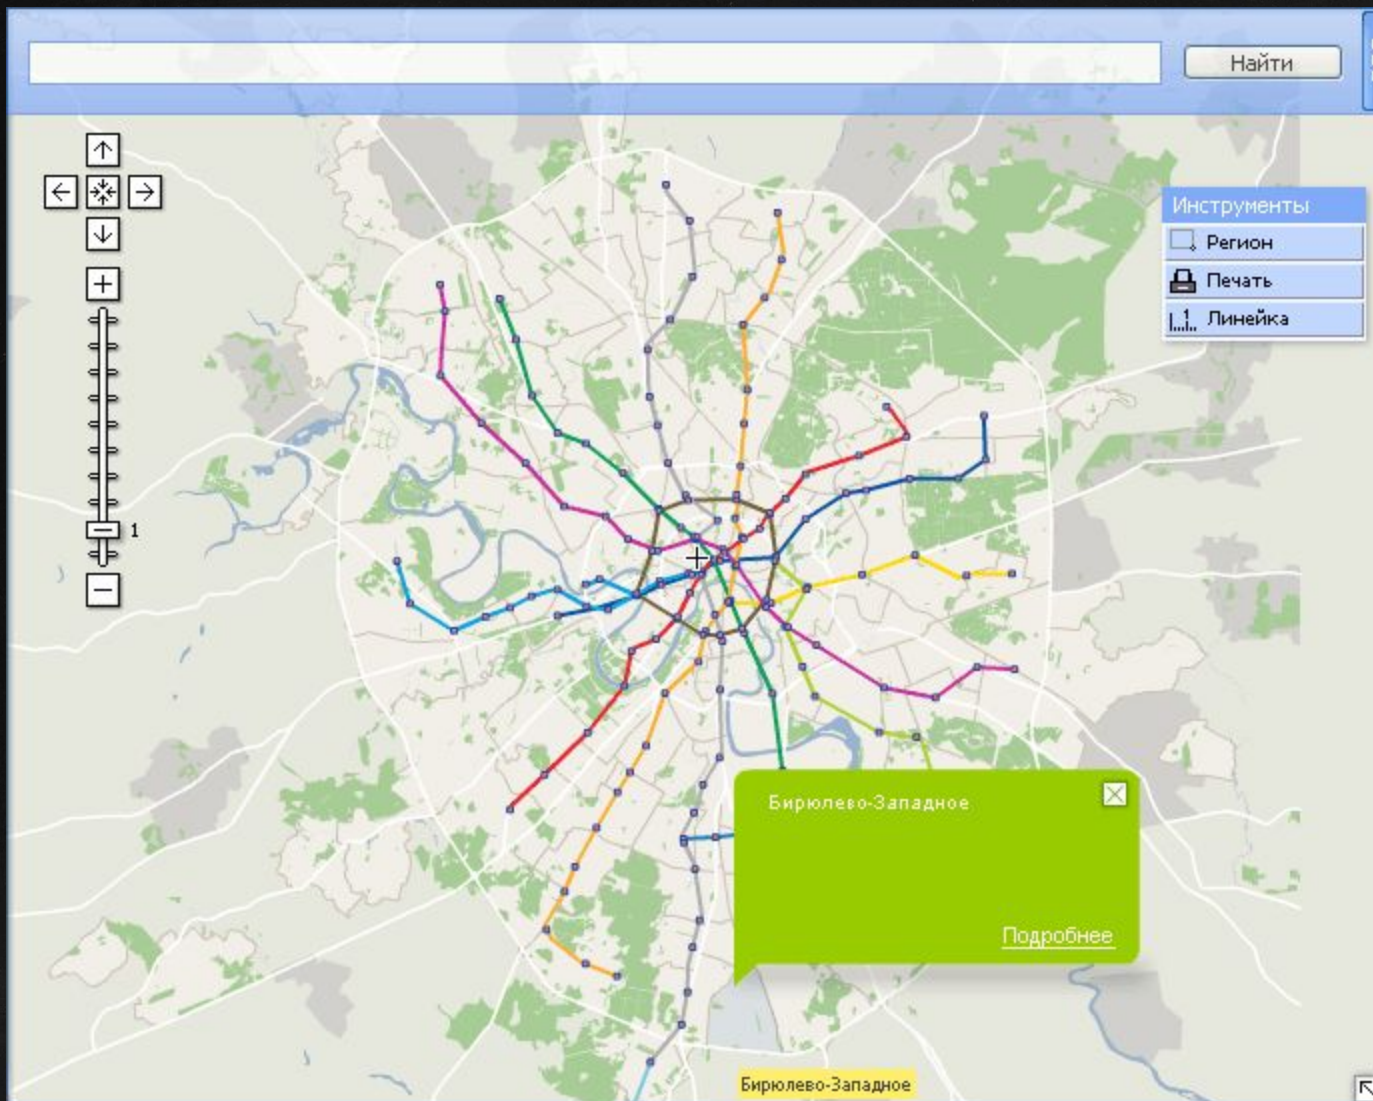 Найти
Инструменты
Регион
Печать
Линейка
1
Бирюлево-Западное
Подробнее
Бирюлево-Западное